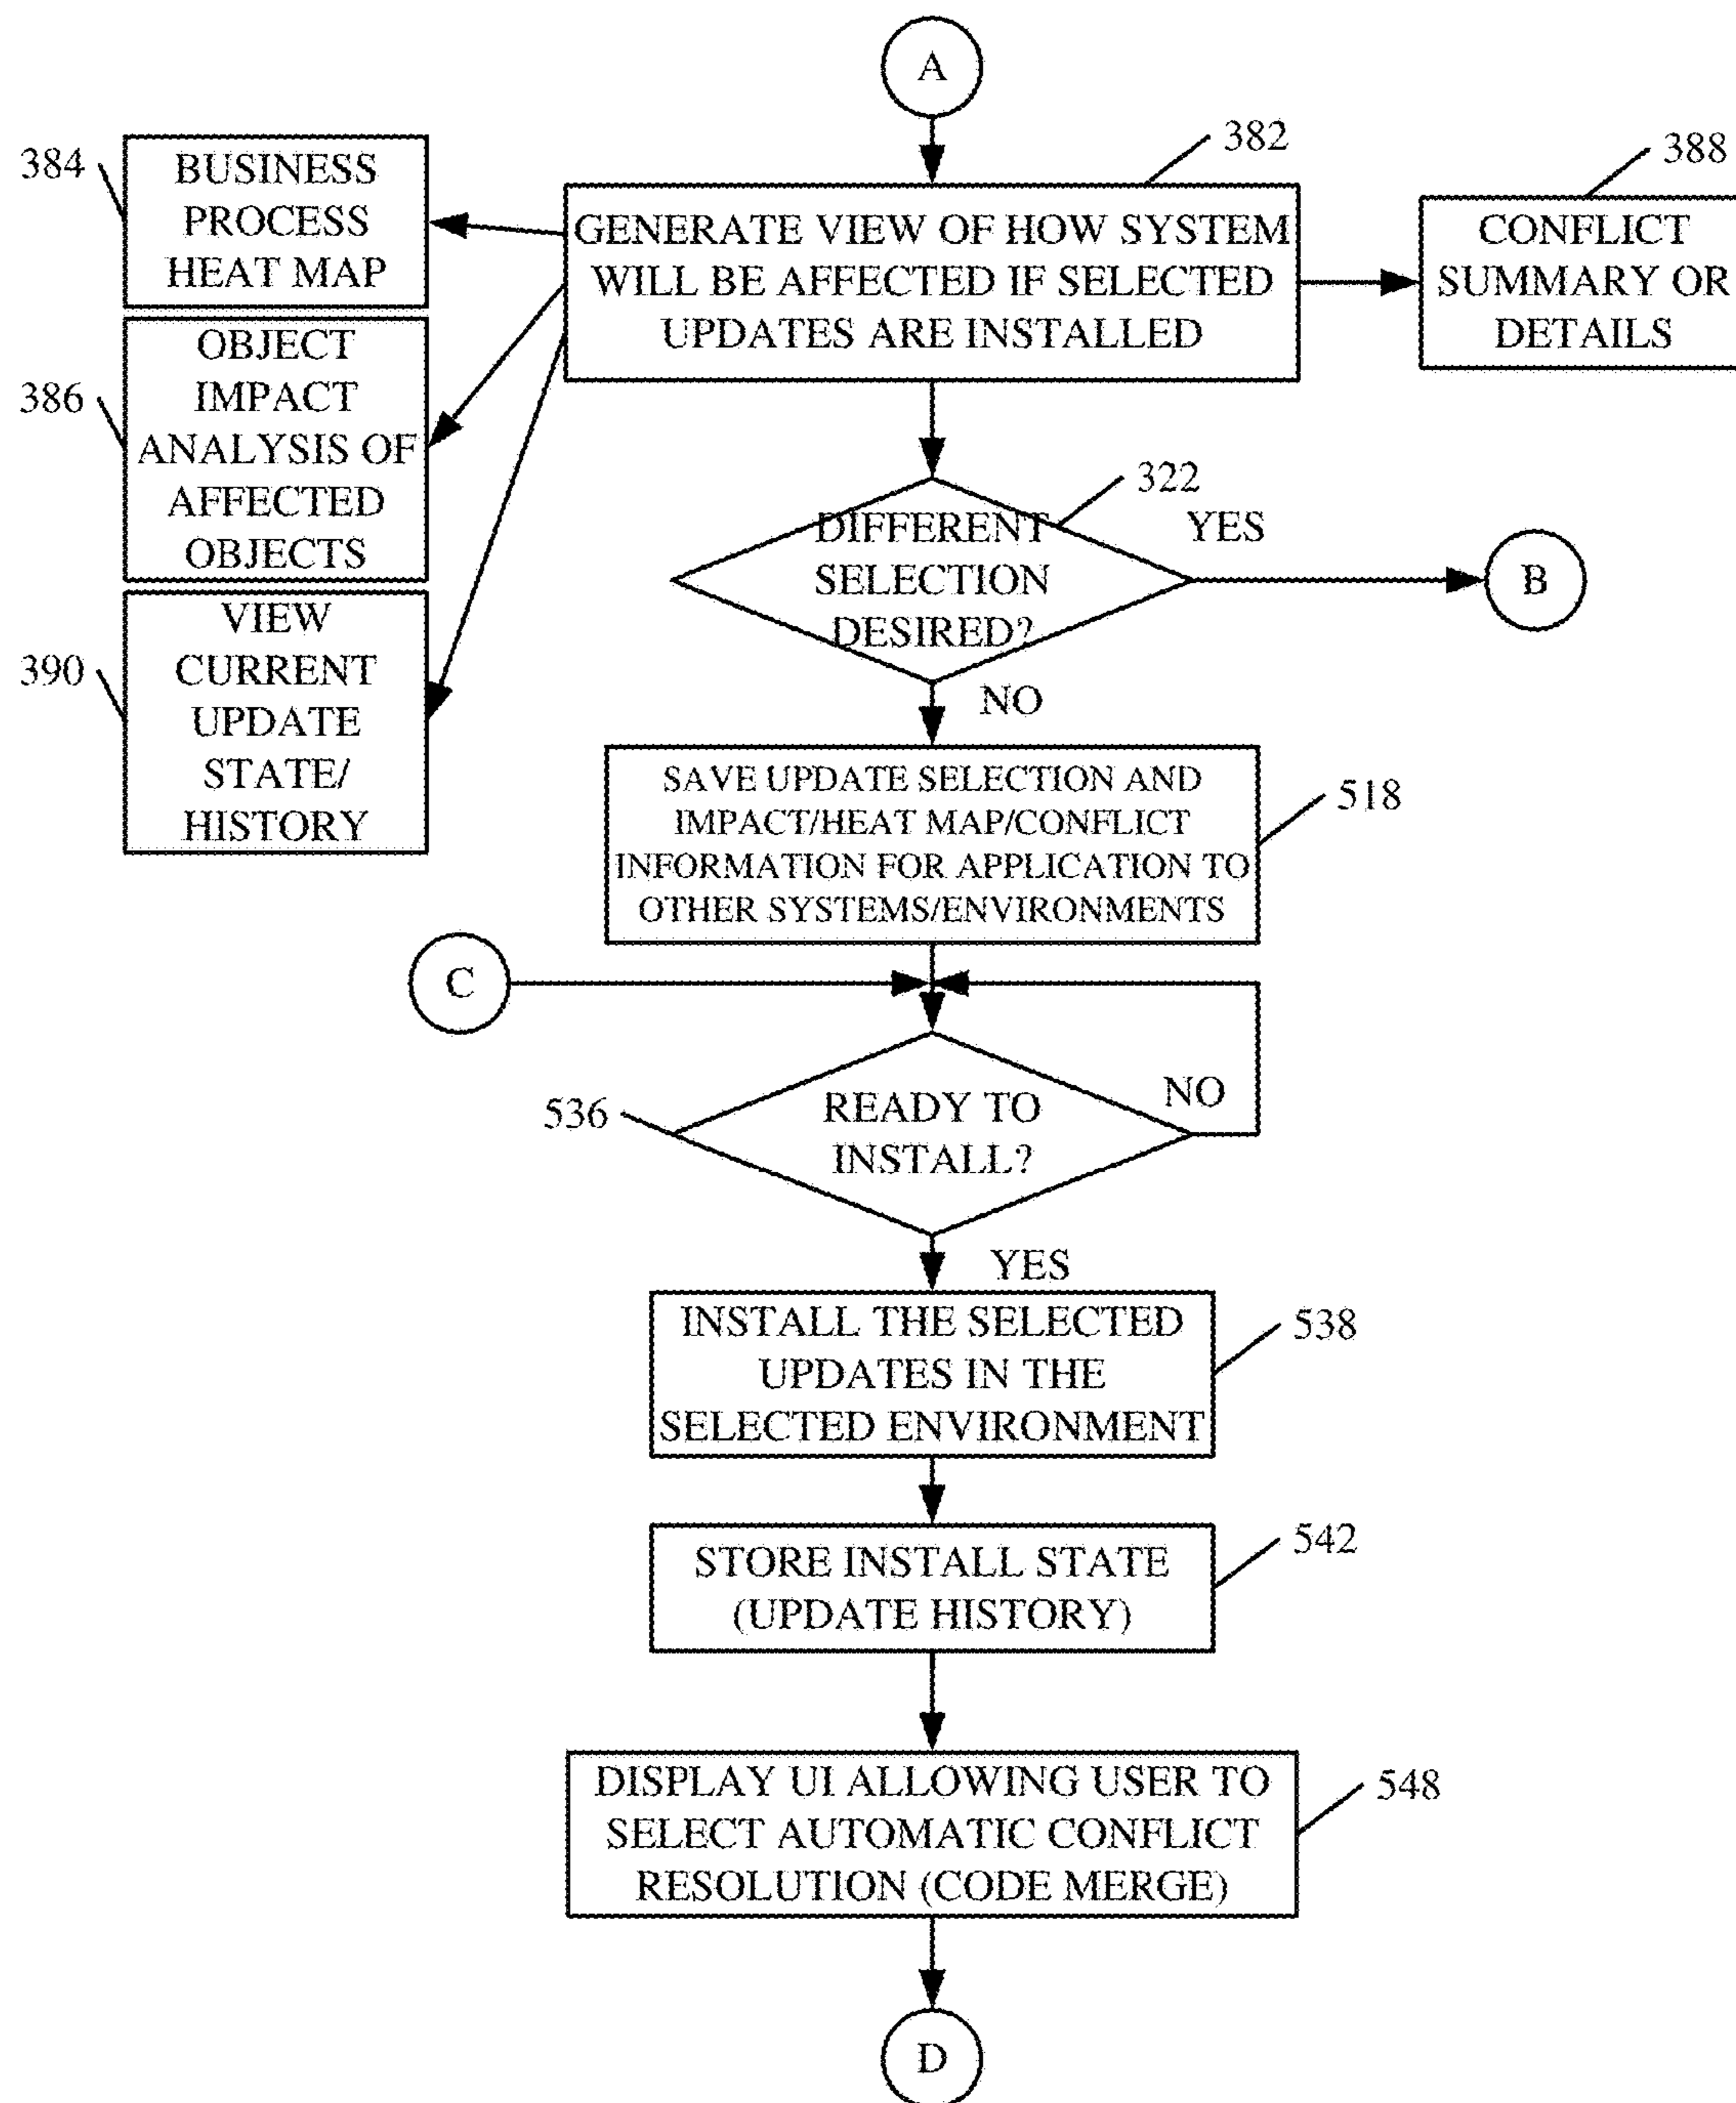 A
382
388
384
BUSINESS
PROCESS
HEAT MAP
GENERATE VIEW OF HOW SYSTEM
WILL BE AFFECTED IF SELECTED
UPDATES ARE INSTALLED
CONFLICT
SUMMARY OR
DETAILS
386
OBJECT
IMPACT
ANALYSIS OF
AFFECTED
OBJECTS
322
DIFFERENT
SELECTION
DESIRED?
YES
B
390
VIEW
CURRENT
UPDATE
STATE/
HISTORY
NO
SAVE UPDATE SELECTION AND
IMPACT/HEAT MAP/CONFLICT
INFORMATION FOR APPLICATION TO
OTHER SYSTEMS/ENVIRONMENTS
518
C
536
READY TO
INSTALL?
NO
YES
INSTALL THE SELECTED
UPDATES IN THE
SELECTED ENVIRONMENT
538
STORE INSTALL STATE
(UPDATE HISTORY)
542
DISPLAY UI ALLOWING USER TO
SELECT AUTOMATIC CONFLICT
RESOLUTION (CODE MERGE)
548
D